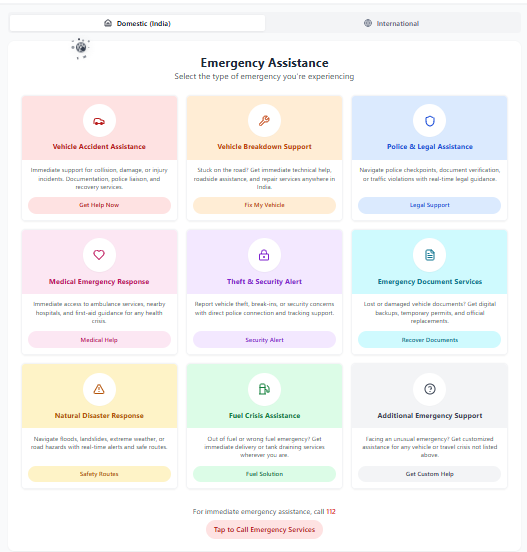 Domestic (India)
International
Emergency Assistance
Select the type of emergency you're experiencing
Vehicle Accident Assistance
Immediate support for collision, damage, or injury
incidents. Documentation, police liaison, and
recovery services.
Get Help Now
Vehicle Breakdown Support
Stuck on the road? Get immediate technical help,
roadside assistance, and repair services anywhere in
India.
Fix My Vehicle
Police & Legal Assistance
Navigate police checkpoints, document verification,
or traffic violations with real-time legal guidance.
Legal Support
Medical Emergency Response
Immediate access to ambulance services, nearby
hospitals, and first-aid guidance for any health
crisis.
Medical Help
Theft & Security Alert
Report vehicle theft, break-ins, or security concerns
with direct police connection and tracking support.
Security Alert
Emergency Document Services
Lost or damaged vehicle documents? Get digital
backups, temporary permits, and official
replacements.
Recover Documents
Natural Disaster Response
Navigate floods, landslides, extreme weather, or
road hazards with real-time alerts and safe routes.
Safety Routes
Fuel Crisis Assistance
Out of fuel or wrong fuel emergency? Get
immediate delivery or tank draining services
wherever you are.
Fuel Solution
Additional Emergency Support
Facing an unusual emergency? Get customized
assistance for any vehicle or travel crisis not listed
above.
Get Custom Help
For immediate emergency assistance, call 112
Tap to Call Emergency Services